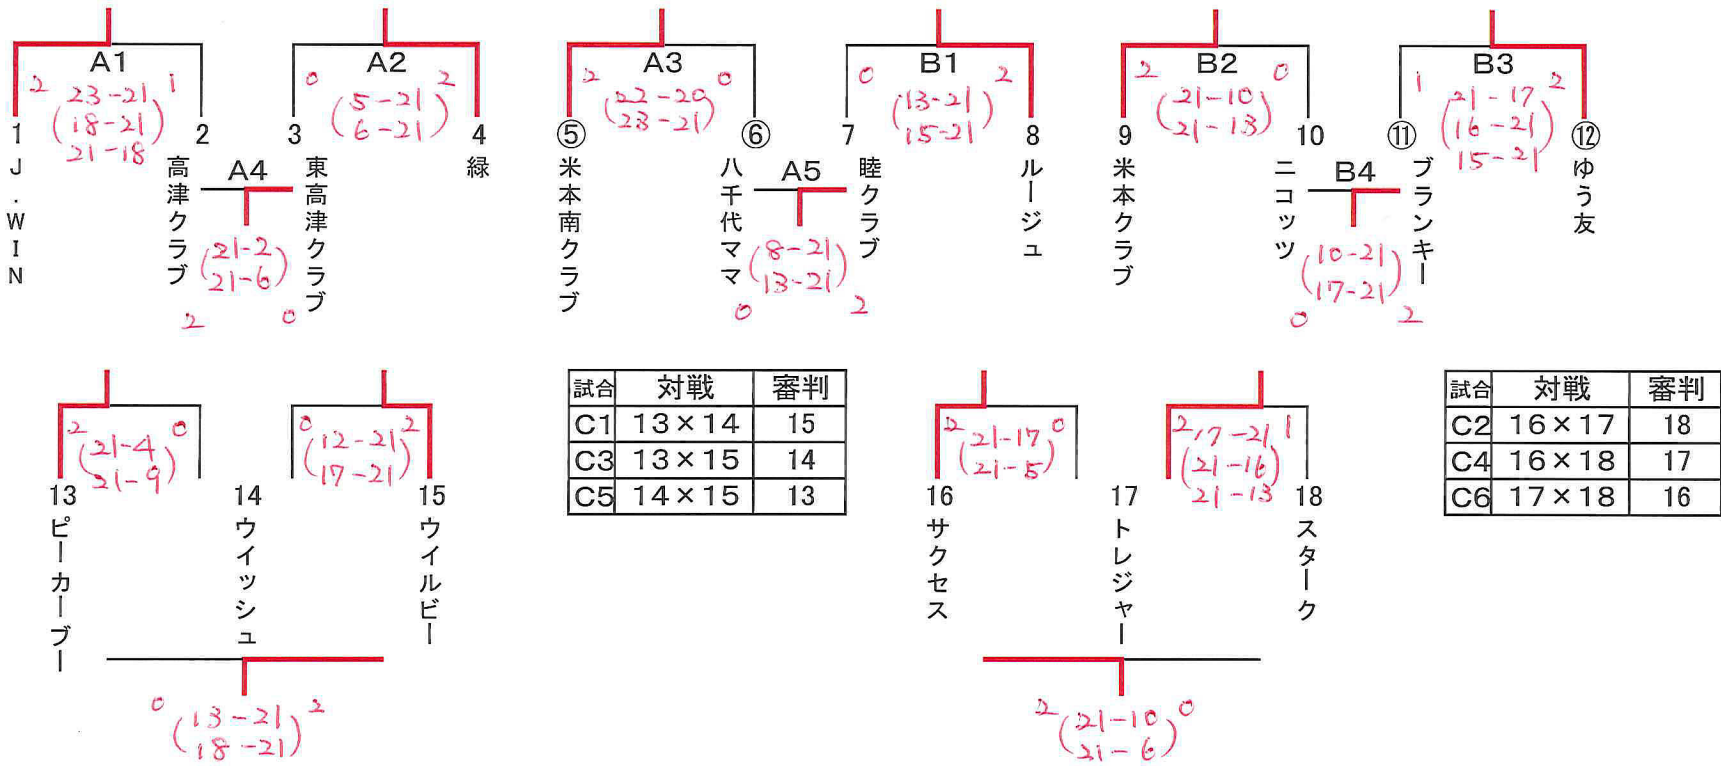 A1
2 23-21 1
18-21
21-18
1 J.WIN
2 高津クラブ
A2
0 5-21 2
6-21
3 東高津クラブ
4 緑
A4
21-2
21-6
2 0
A3
2 22-20 0
23-21
⑤ 米本南クラブ
⑥ 八千代ママ
B1
0 13-21 2
15-21
7 睦クラブ
8 ルージュ
A5
8-21
13-21
0 2
B2
2 21-10 0
21-13
9 米本クラブ
10 ニコッツ
B3
1 21-17 2
16-21
15-21
⑪ ブランキー
⑫ ゆう友
B4
10-21
17-21
0 2
2 21-4 0
21-9
0 12-21 2
17-21
13 ピーカーブー
14 ウイッシュ
15 ウイルビー
0 13-21 2
18-21
試合 対戦 審判
C1 13×14 15
C3 13×15 14
C5 14×15 13
2 21-17 0
21-5
2 17-21 1
21-16
21-13
16 サクセス
17 トレジャー
18 スターク
2 21-10 0
21-6
試合 対戦 審判
C2 16×17 18
C4 16×18 17
C6 17×18 16